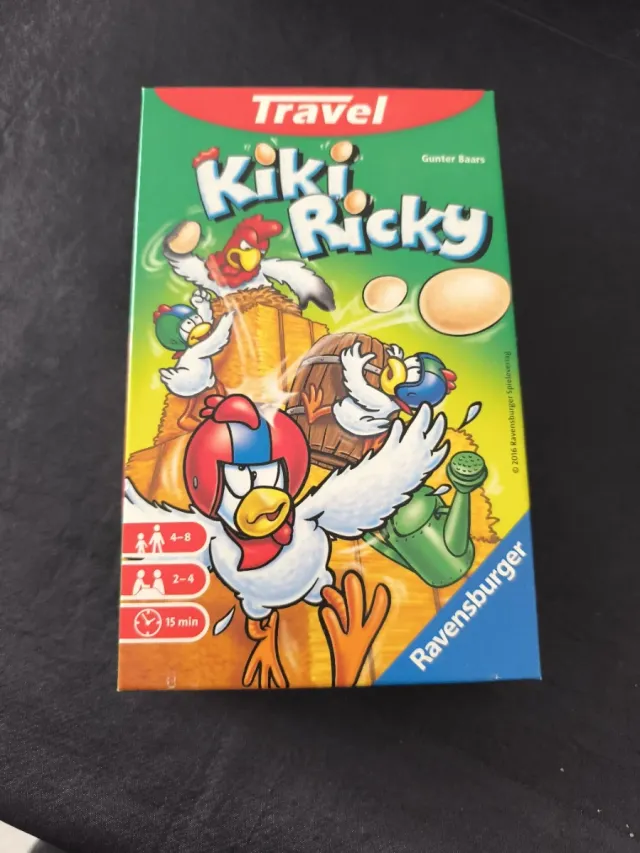 Travel
Gunter Baars
Kiki
Ricky
© 2016 Ravensburger Spieleverlag
4–8
2–4
15 min
Ravensburger